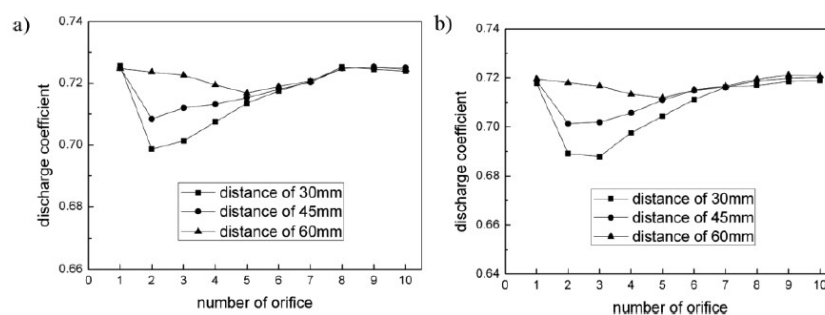 a)
0.74
0.72
0.70
0.68
0.66
discharge coefficient
0 1 2 3 4 5 6 7 8 9 10
number of orifice
distance of 30mm
distance of 45mm
distance of 60mm
b)
0.74
0.72
0.70
0.68
0.66
0.64
discharge coefficient
0 1 2 3 4 5 6 7 8 9 10
number of orifice
distance of 30mm
distance of 45mm
distance of 60mm